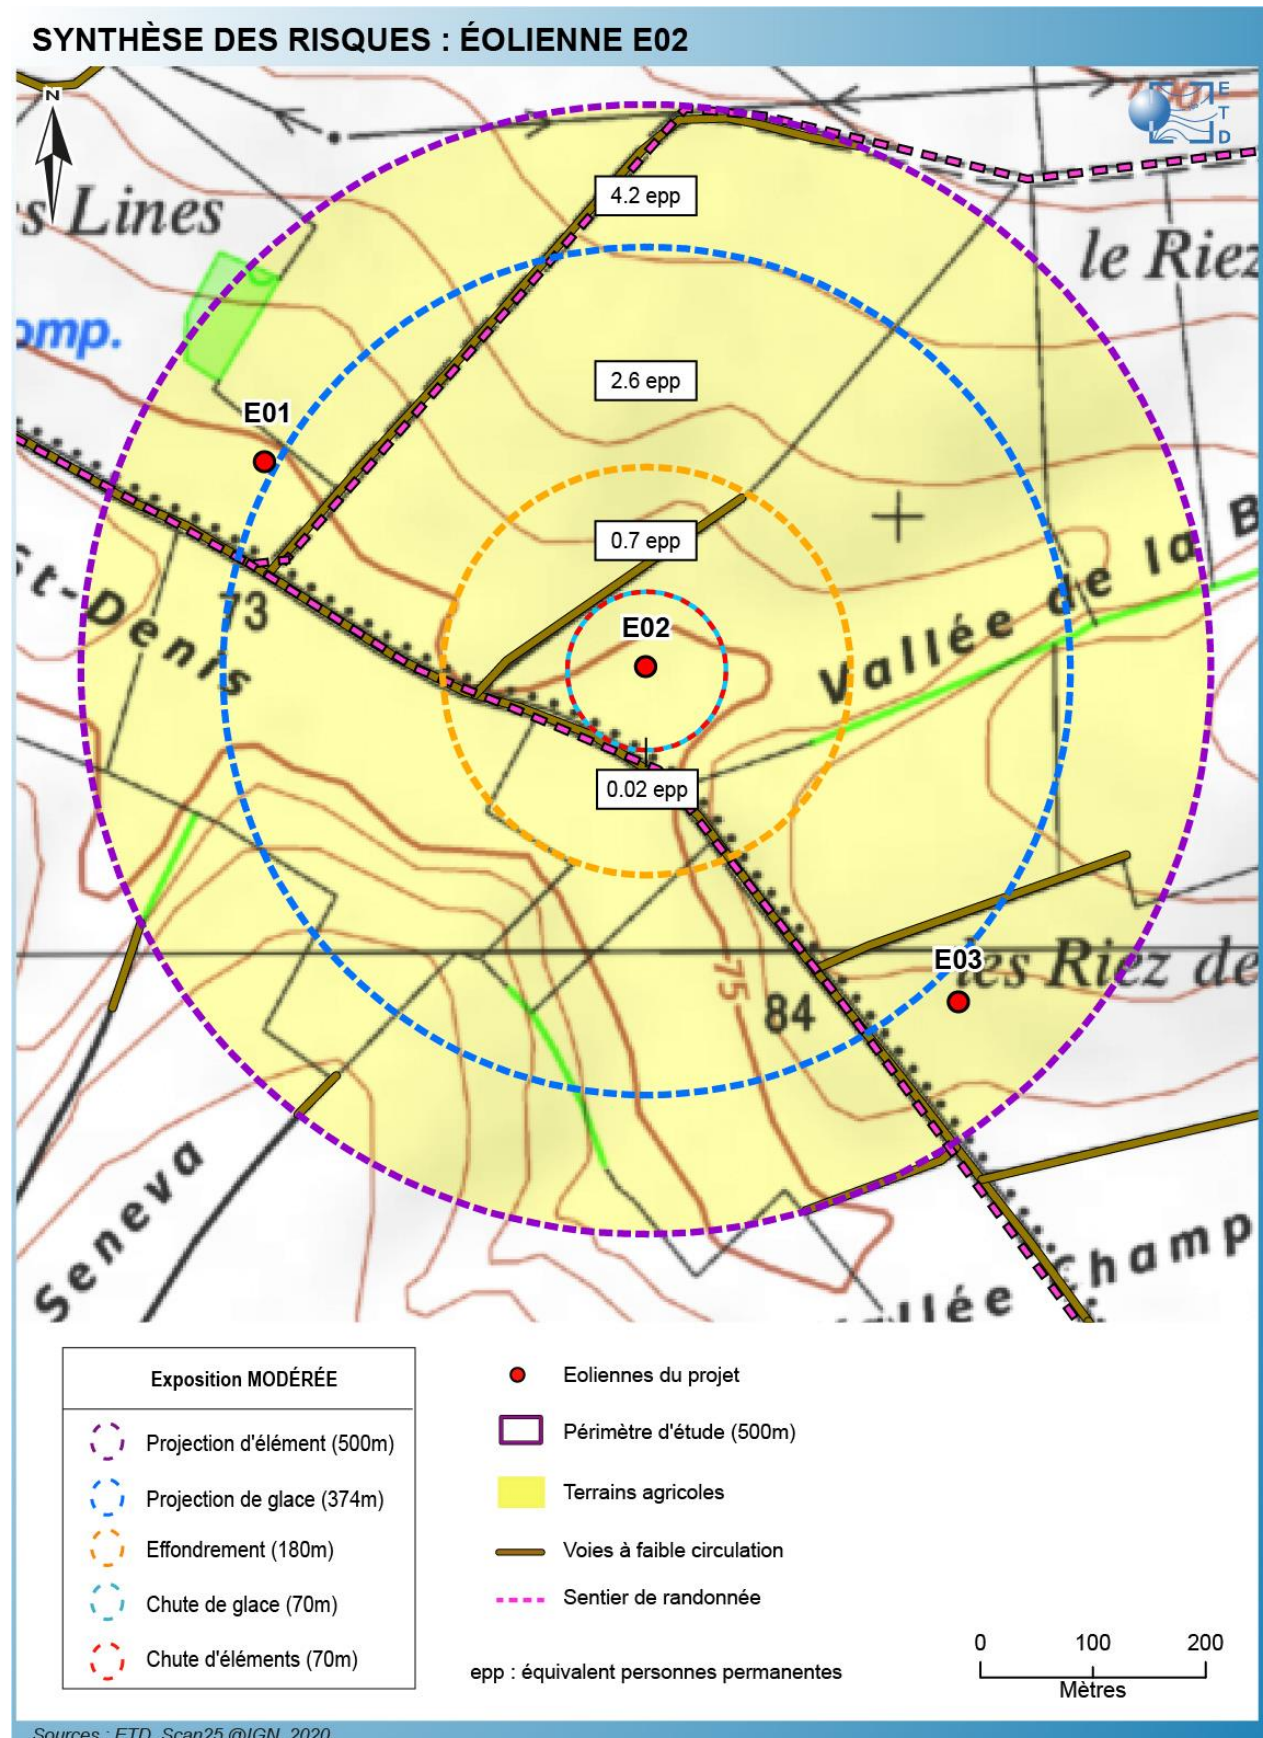 SYNTHÈSE DES RISQUES : ÉOLIENNE E02
N
E
T
D
s Lines
4.2 epp
le Riez
omp.
2.6 epp
E01
0.7 epp
Vallée de la B
St-Denis
73
E02
0.02 epp
E03
les Riez de
75
84
Seneva
allée Champ
Exposition MODÉRÉE
Projection d'élément (500m)
Projection de glace (374m)
Effondrement (180m)
Chute de glace (70m)
Chute d'éléments (70m)
Eoliennes du projet
Périmètre d'étude (500m)
Terrains agricoles
Voies à faible circulation
Sentier de randonnée
epp : équivalent personnes permanentes
0 100 200
Mètres
Sources : ETD, Scan25 @IGN, 2020